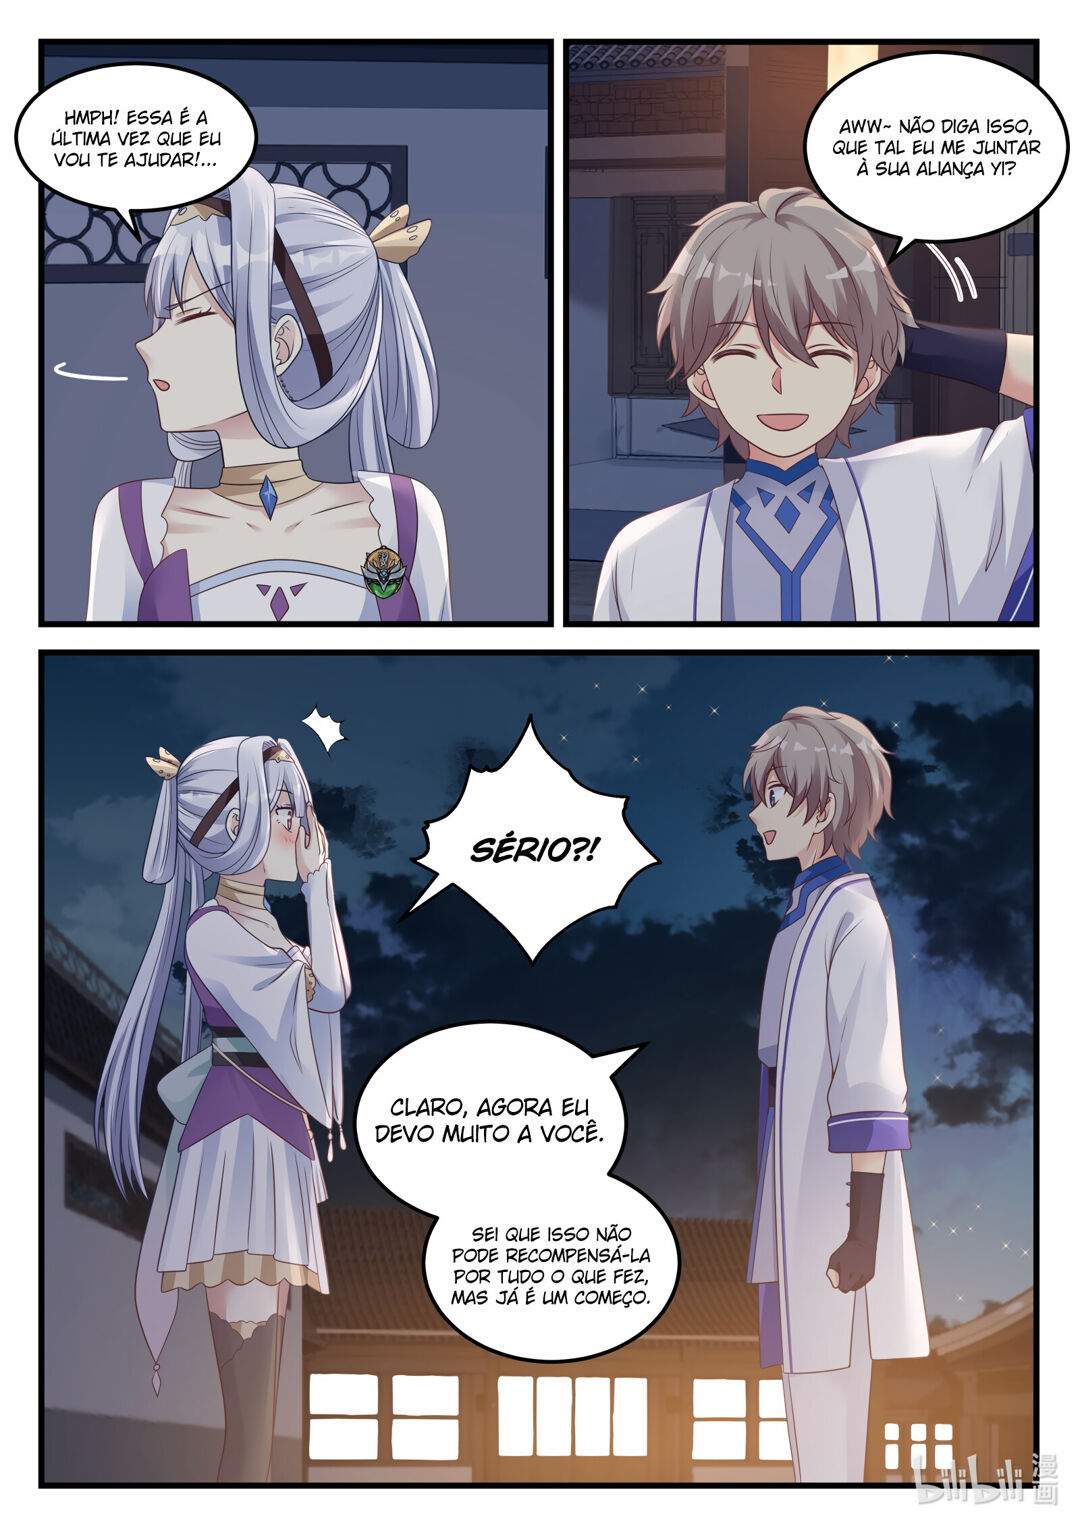 HMPH! ESSA É A
ÚLTIMA VEZ QUE EU
VOU TE AJUDAR!...
AWW~ NÃO DIGA ISSO,
QUE TAL EU ME JUNTAR
À SUA ALIANÇA YI?
SÉRIO?!
CLARO, AGORA EU
DEVO MUITO A VOCÊ.
SEI QUE ISSO NÃO
PODE RECOMPENSÁ-LA
POR TUDO O QUE FEZ,
MAS JÁ É UM COMEÇO.
bilibili 漫画